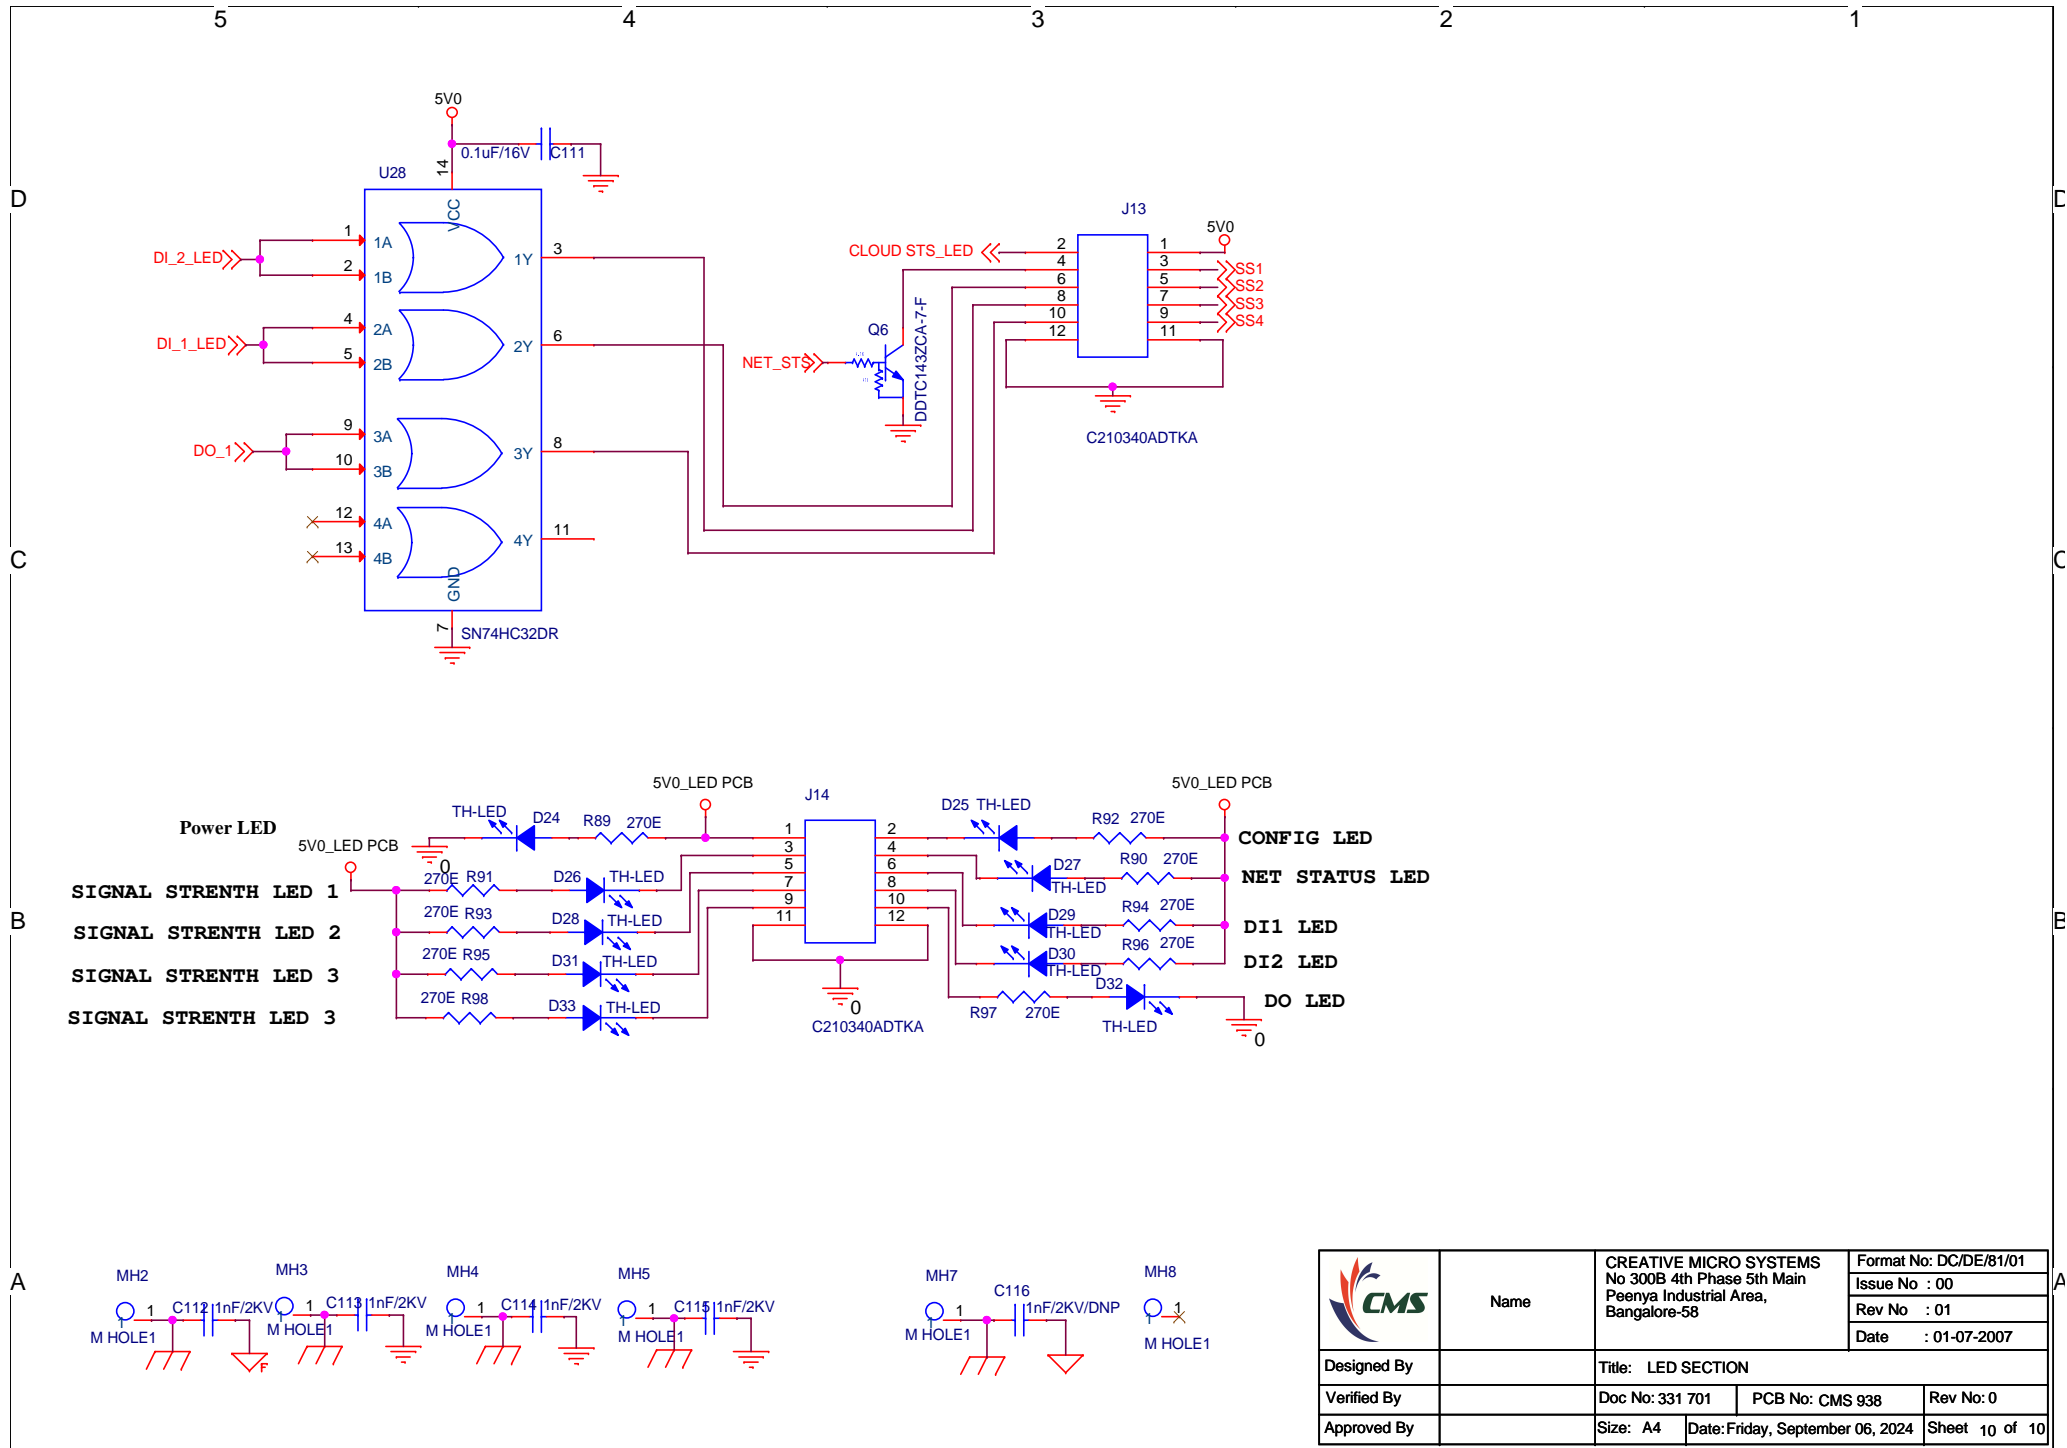 5 4 3 2 1
5V0
0.1uF/16V C111
14
U28
D D
VCC
J13
1 1A
DI_2_LED
2 1B
1Y 3
4 2A
DI_1_LED
5 2B
2Y 6
9 3A
DO_1
10 3B
3Y 8
12 4A
13 4B
4Y 11
GND
7
SN74HC32DR
5V0
CLOUD STS_LED 2 1
4 3 SS1
6 5 SS2
8 7 SS3
10 9 SS4
12 11
Q6
NET_STS
DDTC143ZCA-7-F
C210340ADTKA
C C
5V0_LED PCB J14 5V0_LED PCB
Power LED
TH-LED D24 R89 270E 1 2 D25 TH-LED R92 270E CONFIG LED
5V0_LED PCB
0
3 4 D27 TH-LED R90 270E NET STATUS LED
SIGNAL STRENTH LED 1 270E R91 D26 TH-LED
5 6
7 8
9 10
11 12
SIGNAL STRENTH LED 2 270E R93 D28 TH-LED D29 TH-LED R94 270E DI1 LED
B B
SIGNAL STRENTH LED 3 270E R95 D31 TH-LED D30 TH-LED R96 270E DI2 LED
SIGNAL STRENTH LED 3 270E R98 D33 TH-LED R97 270E D32 TH-LED DO LED
0
0
C210340ADTKA
A A
MH2 1 1 M HOLE1 C112 1nF/2KV F
MH3 1 1 M HOLE1 C113 1nF/2KV
MH4 1 1 M HOLE1 C114 1nF/2KV
MH5 1 1 M HOLE1 C115 1nF/2KV
MH7 1 1 M HOLE1 C116 1nF/2KV/DNP
MH8 1 1 M HOLE1
CMS
Name
CREATIVE MICRO SYSTEMS
No 300B 4th Phase 5th Main
Peenya Industrial Area,
Bangalore-58
Format No: DC/DE/81/01
Issue No : 00
Rev No : 01
Date : 01-07-2007
Designed By Title: LED SECTION
Verified By Doc No: 331 701 PCB No: CMS 938 Rev No: 0
Approved By Size: A4 Date: Friday, September 06, 2024 Sheet 10 of 10